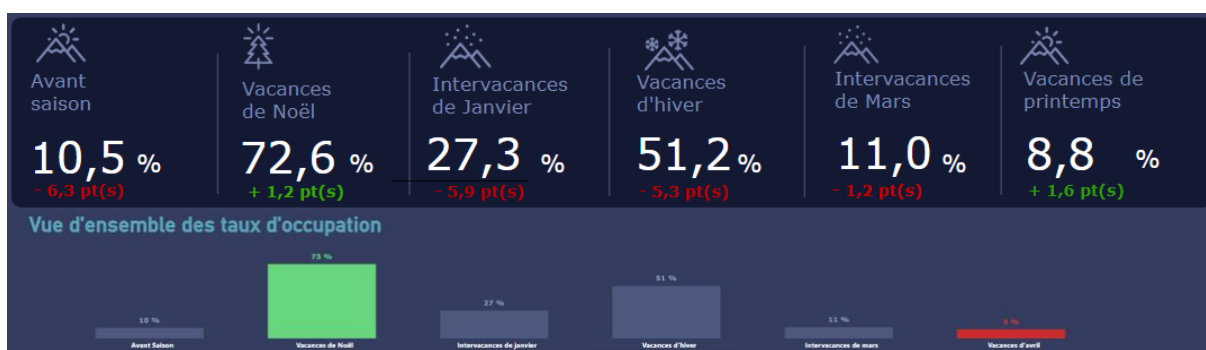 Avant
saison
10,5 %
- 6,3 pt(s)
Vacances
de Noël
72,6 %
+ 1,2 pt(s)
Intervacances
de Janvier
27,3 %
- 5,9 pt(s)
Vacances
d'hiver
51,2 %
- 5,3 pt(s)
Intervacances
de Mars
11,0 %
- 1,2 pt(s)
Vacances de
printemps
8,8 %
+ 1,6 pt(s)
Vue d'ensemble des taux d'occupation
10 %
73 %
27 %
51 %
11 %
9 %
Avant Saison
Vacances de Noël
Intervacances de janvier
Vacances d'hiver
Intervacances de mars
Vacances d'avril